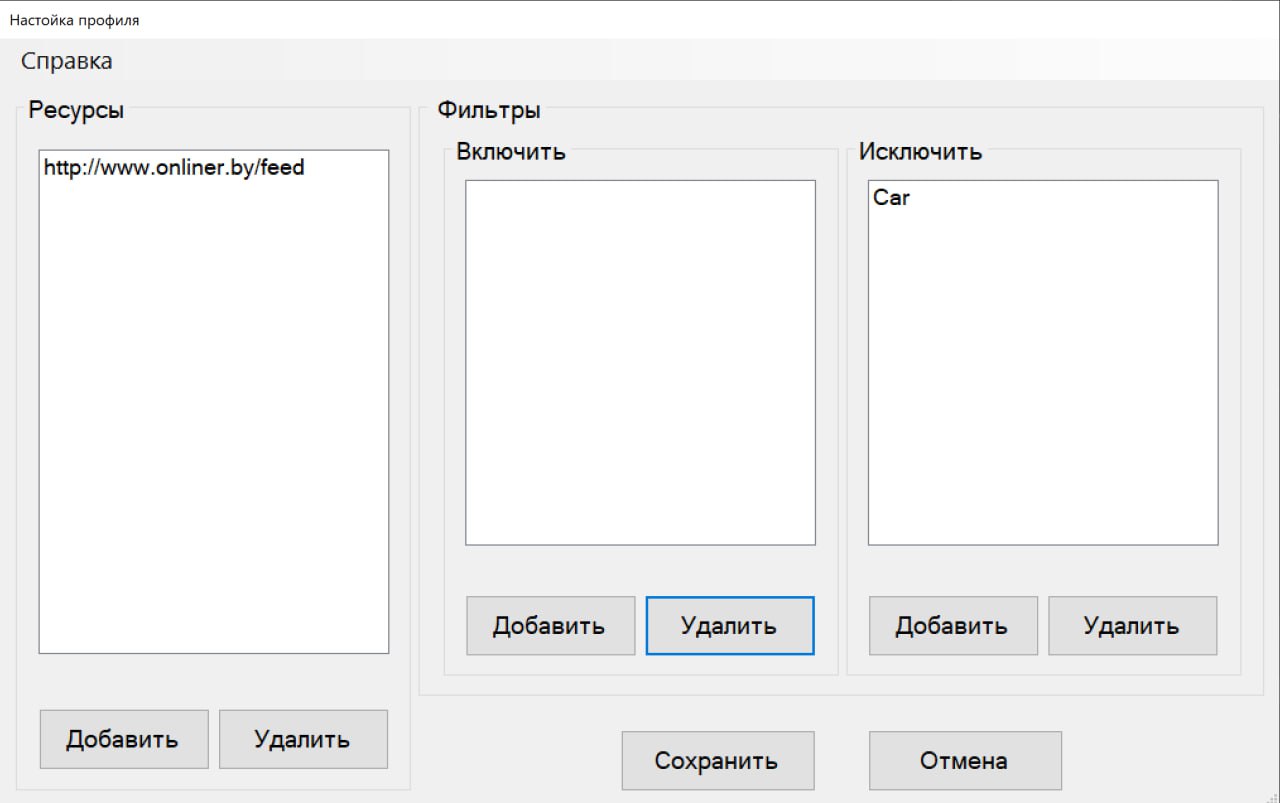 Настойка профиля
Справка
Ресурсы
http://www.onliner.by/feed
Добавить
Удалить
Фильтры
Включить
Добавить
Удалить
Исключить
Car
Добавить
Удалить
Сохранить
Отмена